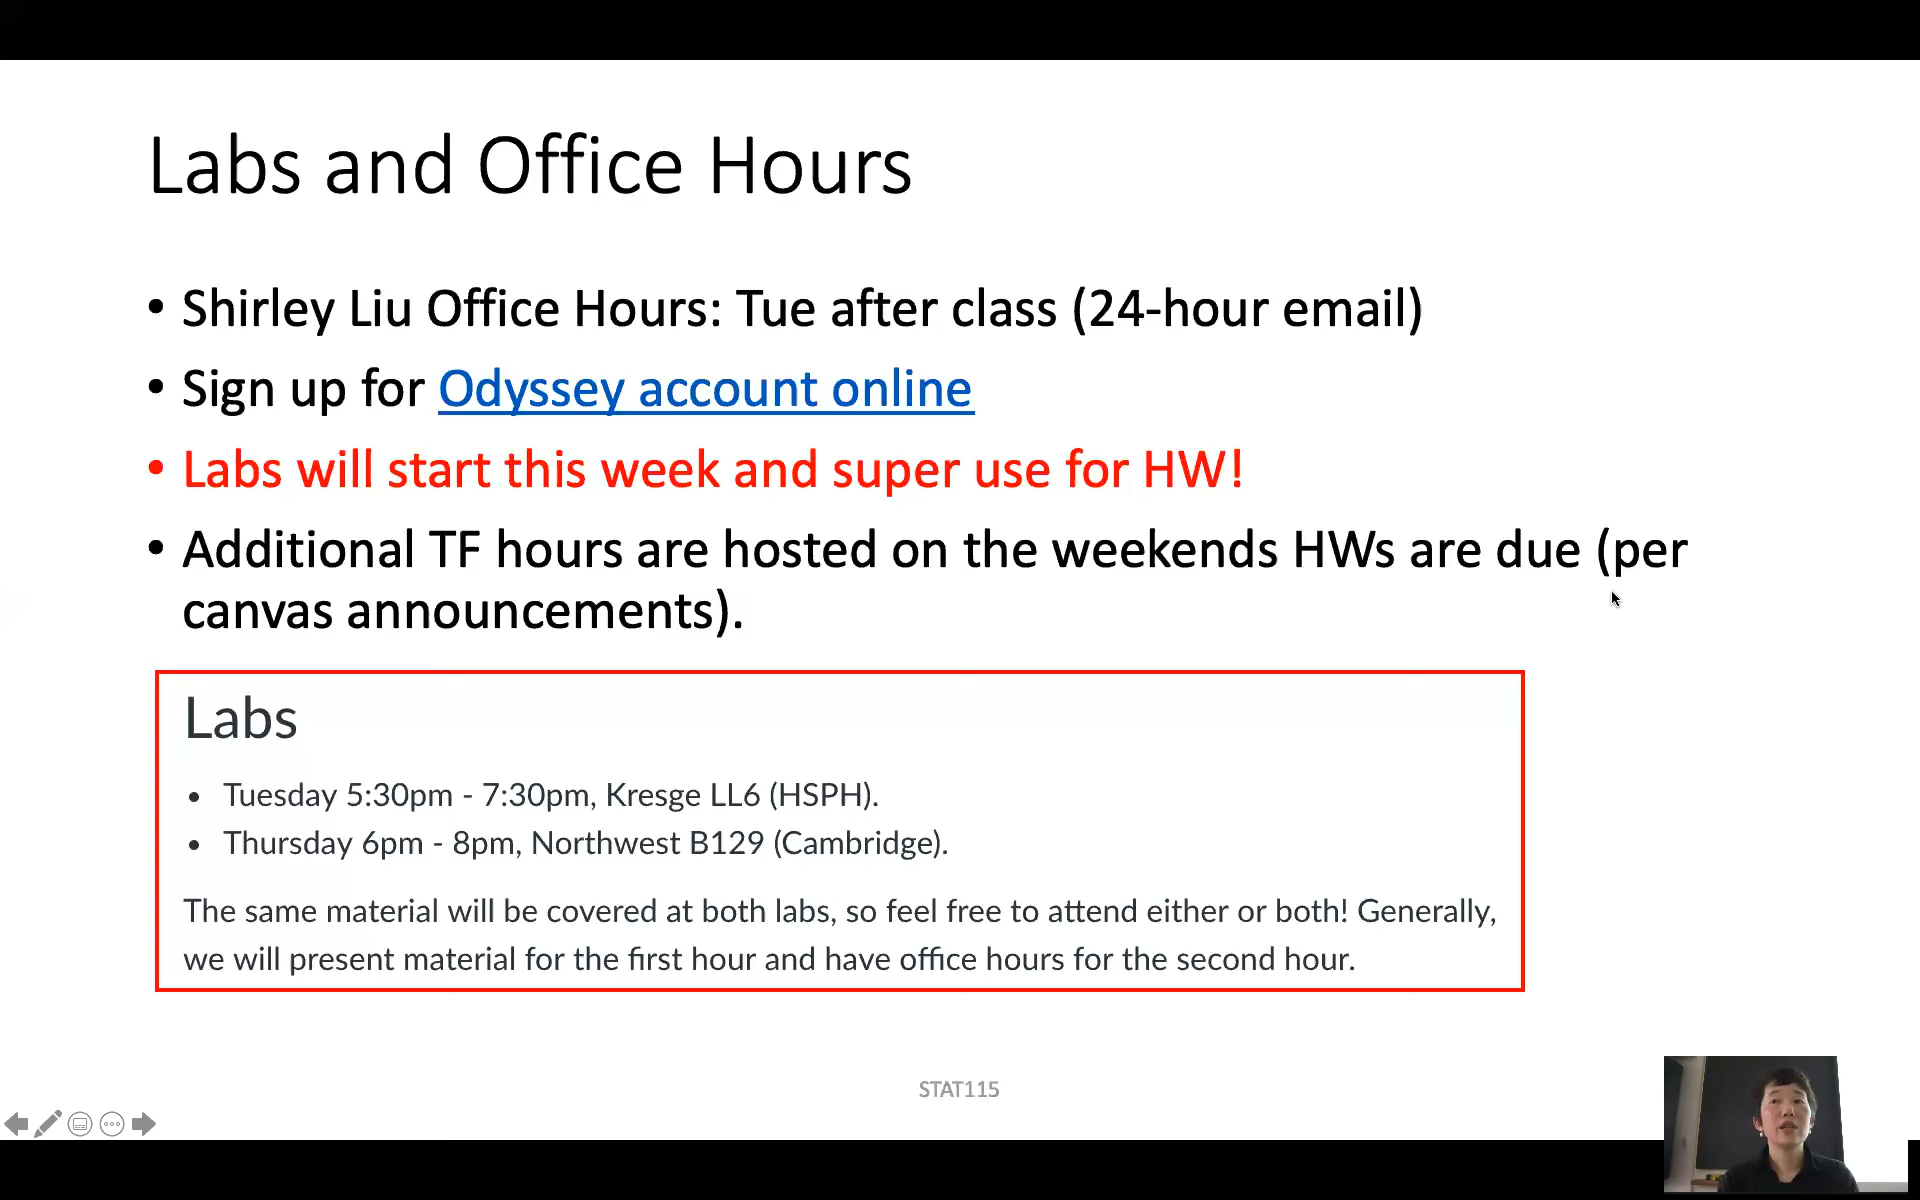 Labs and Office Hours
• Shirley Liu Office Hours: Tue after class (24-hour email)
• Sign up for Odyssey account online
• Labs will start this week and super use for HW!
• Additional TF hours are hosted on the weekends HWs are due (per
canvas announcements).
Labs
• Tuesday 5:30pm - 7:30pm, Kresge LL6 (HSPH).
• Thursday 6pm - 8pm, Northwest B129 (Cambridge).
The same material will be covered at both labs, so feel free to attend either or both! Generally,
we will present material for the first hour and have office hours for the second hour.
STAT115